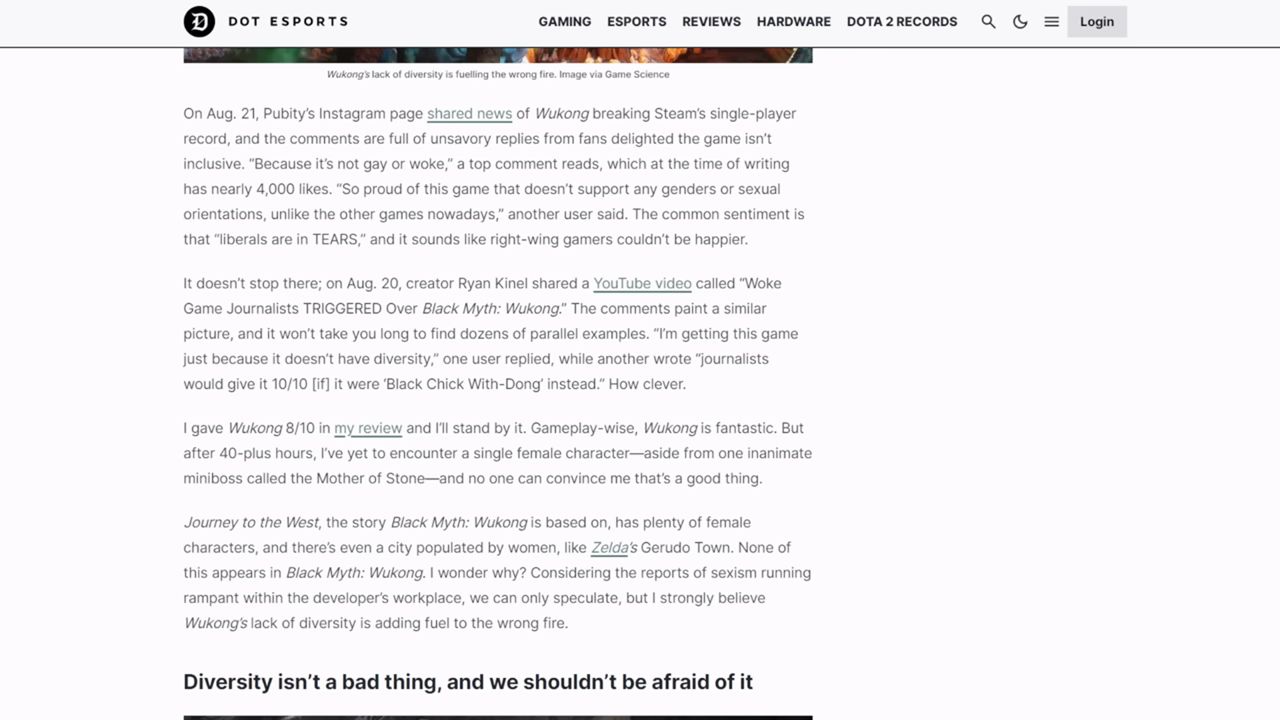 DOT ESPORTS
GAMING ESPORTS REVIEWS HARDWARE DOTA 2 RECORDS Login
Wukong's lack of diversity is fuelling the wrong fire. Image via Game Science
On Aug. 21, Pubity’s Instagram page shared news of Wukong breaking Steam’s single-player
record, and the comments are full of unsavory replies from fans delighted the game isn’t
inclusive. “Because it’s not gay or woke,” a top comment reads, which at the time of writing
has nearly 4,000 likes. “So proud of this game that doesn’t support any genders or sexual
orientations, unlike the other games nowadays,” another user said. The common sentiment is
that “liberals are in TEARS,” and it sounds like right-wing gamers couldn’t be happier.
It doesn’t stop there; on Aug. 20, creator Ryan Kinel shared a YouTube video called “Woke
Game Journalists TRIGGERED Over Black Myth: Wukong.” The comments paint a similar
picture, and it won’t take you long to find dozens of parallel examples. “I’m getting this game
just because it doesn’t have diversity,” one user replied, while another wrote “journalists
would give it 10/10 [if] it were ‘Black Chick With-Dong’ instead.” How clever.
I gave Wukong 8/10 in my review and I’ll stand by it. Gameplay-wise, Wukong is fantastic. But
after 40-plus hours, I’ve yet to encounter a single female character—aside from one inanimate
miniboss called the Mother of Stone—and no one can convince me that’s a good thing.
Journey to the West, the story Black Myth: Wukong is based on, has plenty of female
characters, and there’s even a city populated by women, like Zelda’s Gerudo Town. None of
this appears in Black Myth: Wukong. I wonder why? Considering the reports of sexism running
rampant within the developer’s workplace, we can only speculate, but I strongly believe
Wukong’s lack of diversity is adding fuel to the wrong fire.
Diversity isn’t a bad thing, and we shouldn’t be afraid of it